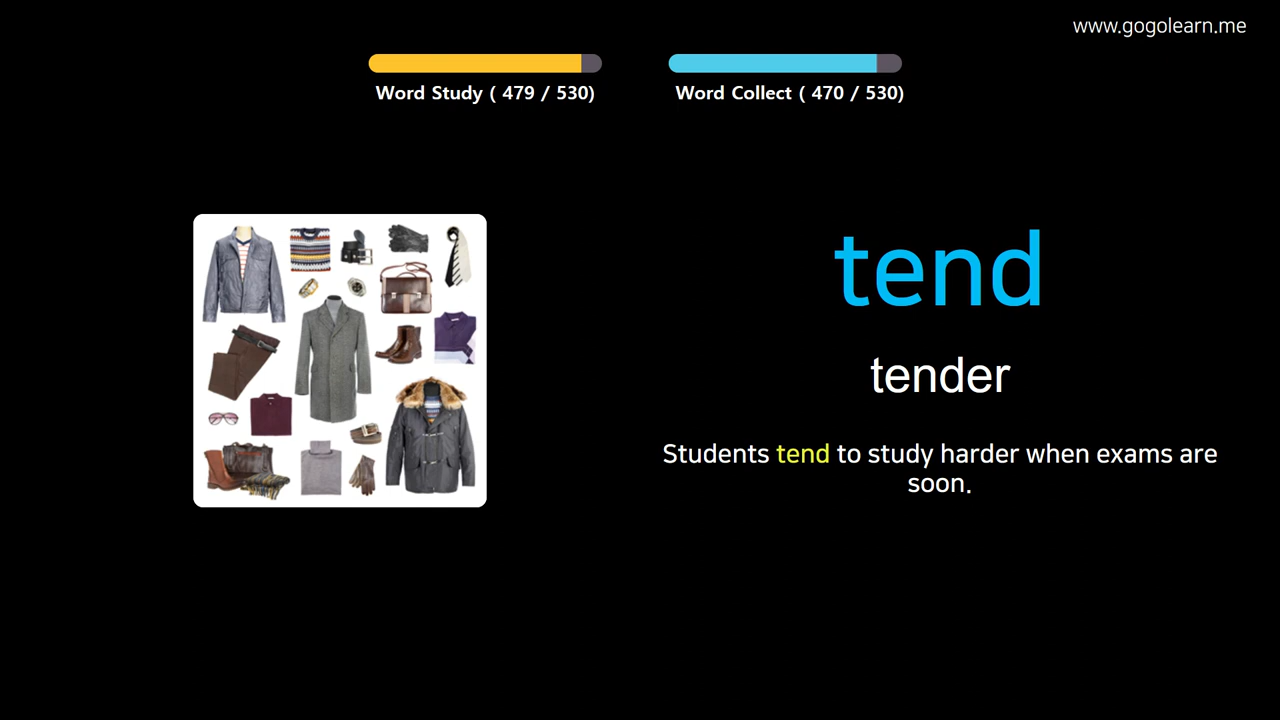 www.gogolearn.me
Word Study ( 479 / 530)
Word Collect ( 470 / 530)
tend
tender
Students tend to study harder when exams are
soon.